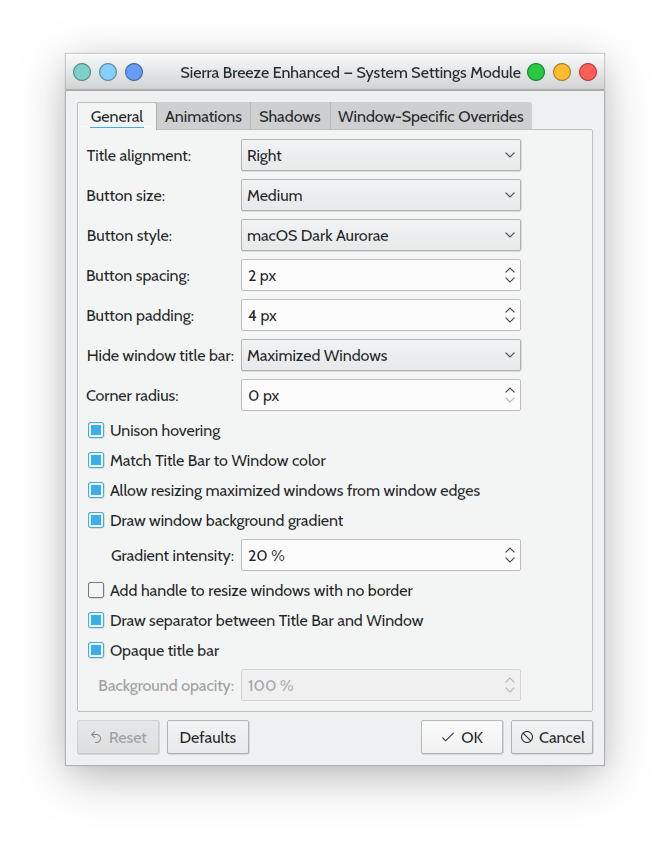 Sierra Breeze Enhanced – System Settings Module
General Animations Shadows Window-Specific Overrides
Title alignment: Right
Button size: Medium
Button style: macOS Dark Aurorae
Button spacing: 2 px
Button padding: 4 px
Hide window title bar: Maximized Windows
Corner radius: 0 px
Unison hovering
Match Title Bar to Window color
Allow resizing maximized windows from window edges
Draw window background gradient
Gradient intensity: 20 %
Add handle to resize windows with no border
Draw separator between Title Bar and Window
Opaque title bar
Background opacity: 100 %
Reset Defaults OK Cancel